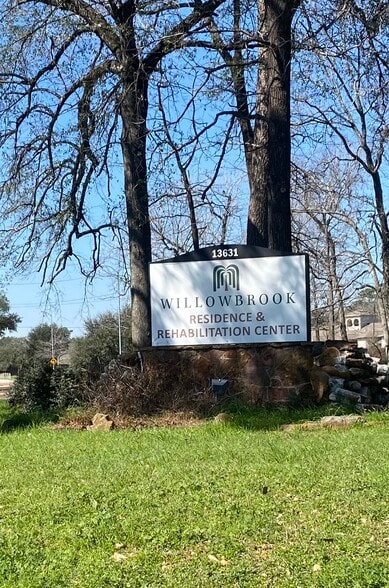 13631
WILLOWBROOK
RESIDENCE &
REHABILITATION CENTER